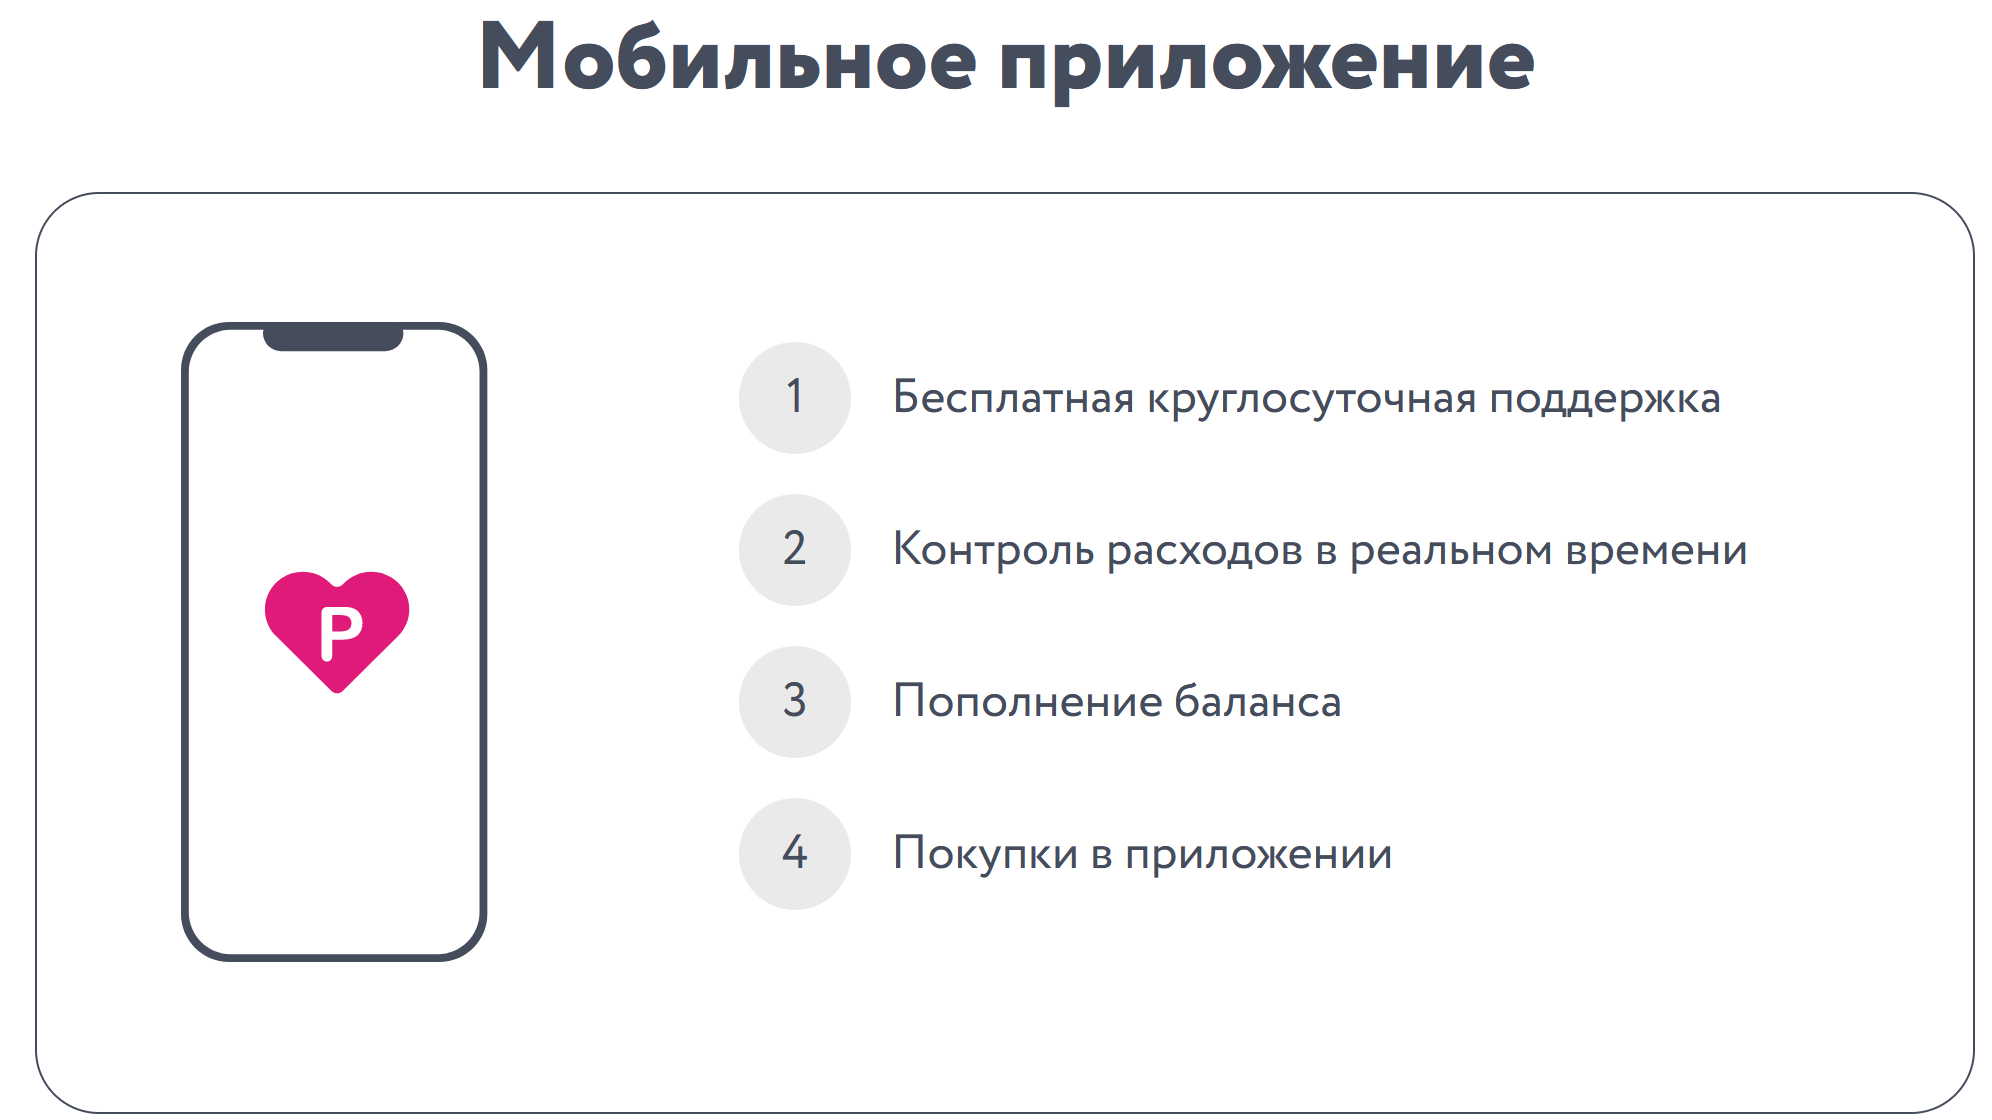 Мобильное приложение
P
1 Бесплатная круглосуточная поддержка
2 Контроль расходов в реальном времени
3 Пополнение баланса
4 Покупки в приложении